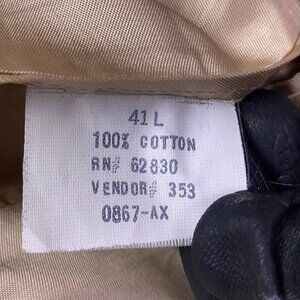 41 L
100% COTTON
RN# 62830
VENDOR# 353
0867-AX